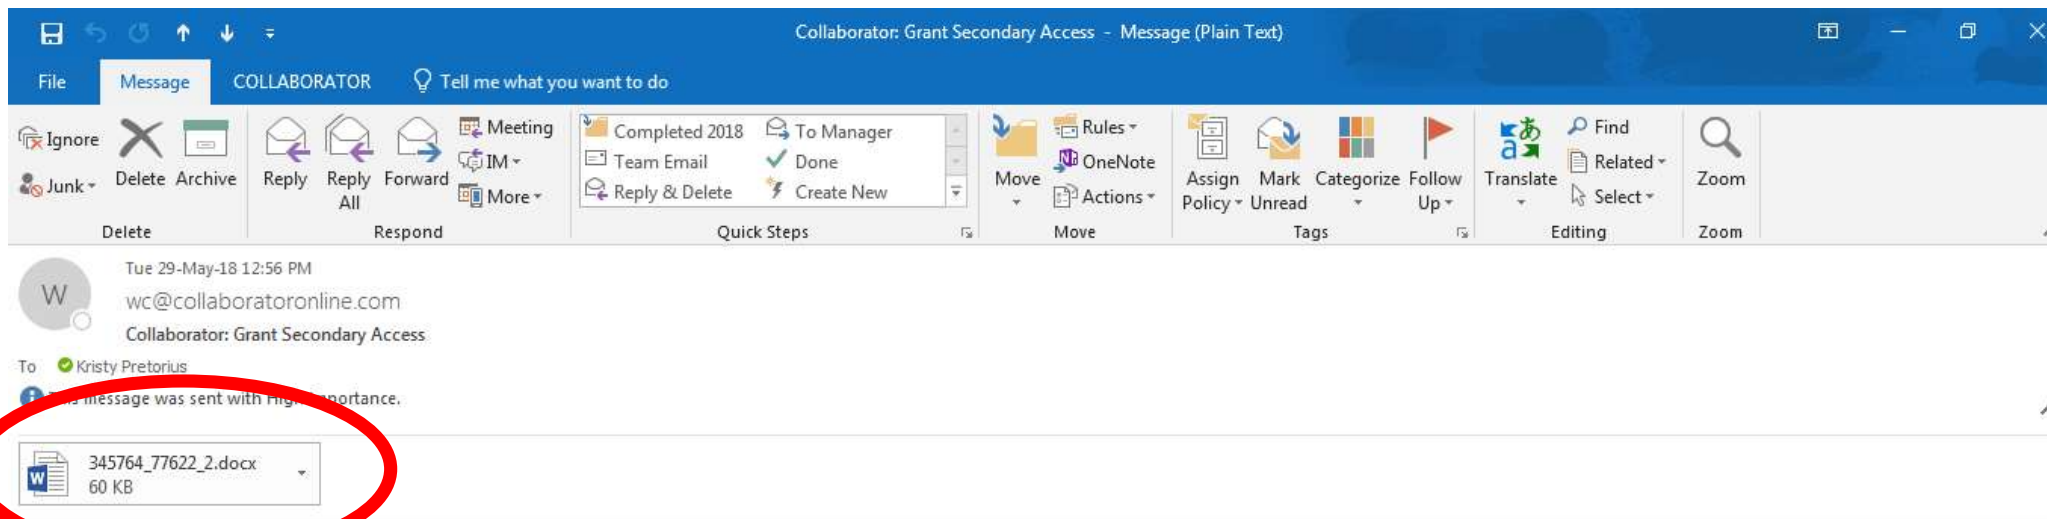 Collaborator: Grant Secondary Access - Message (Plain Text)
File Message COLLABORATOR Tell me what you want to do
Ignore
Junk
Delete Archive
Delete
Reply Reply All Forward
Meeting
IM
More
Respond
Completed 2018 To Manager
Team Email Done
Reply & Delete Create New
Quick Steps
Move
Rules
OneNote
Actions
Move
Assign Policy Mark Unread Categorize Follow Up
Tags
Translate
Find
Related
Select
Editing
Zoom
Zoom
W
Tue 29-May-18 12:56 PM
wc@collaboratoronline.com
Collaborator: Grant Secondary Access
To Kristy Pretorius
message was sent with High importance.
345764_77622_2.docx
60 KB